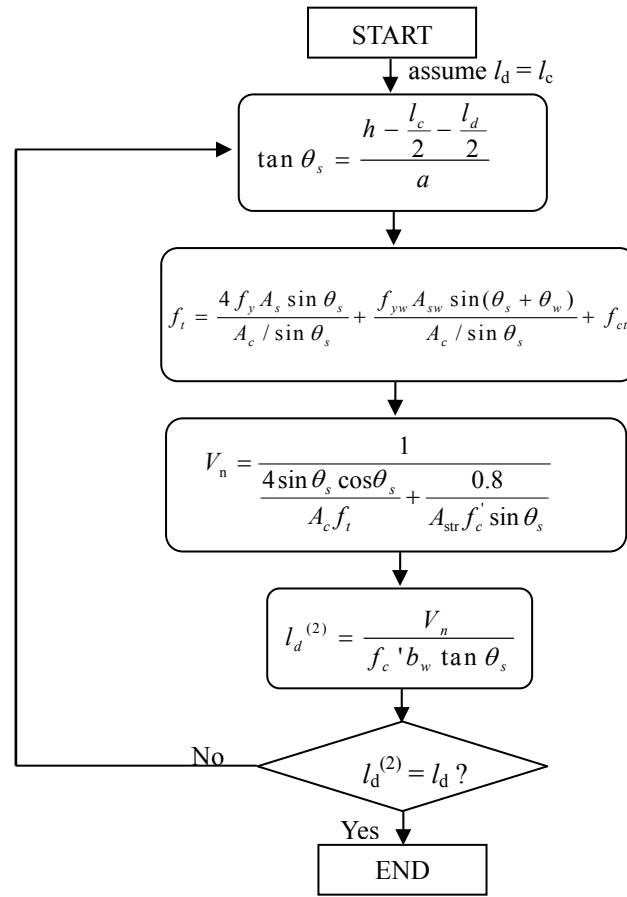 START
assume l_d = l_c
tan θ_s = (h − l_c/2 − l_d/2) / a
f_t = (4 f_y A_s sin θ_s) / (A_c / sin θ_s) + (f_yw A_sw sin(θ_s + θ_w)) / (A_c / sin θ_s) + f_ct
V_n = 1 / ((4 sin θ_s cos θ_s) / (A_c f_t) + 0.8 / (A_str f_c' sin θ_s))
l_d^(2) = V_n / (f_c' b_w tan θ_s)
No
l_d^(2) = l_d ?
Yes
END